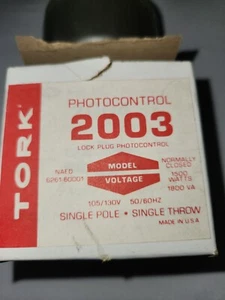 TORK
PHOTOCONTROL
2003
LOCK PLUG PHOTOCONTROL
MODEL
VOLTAGE
NORMALLY
CLOSED
1500
WATTS
1800 VA
105/130V 50/60HZ
SINGLE POLE • SINGLE THROW
MADE IN U.S.A.